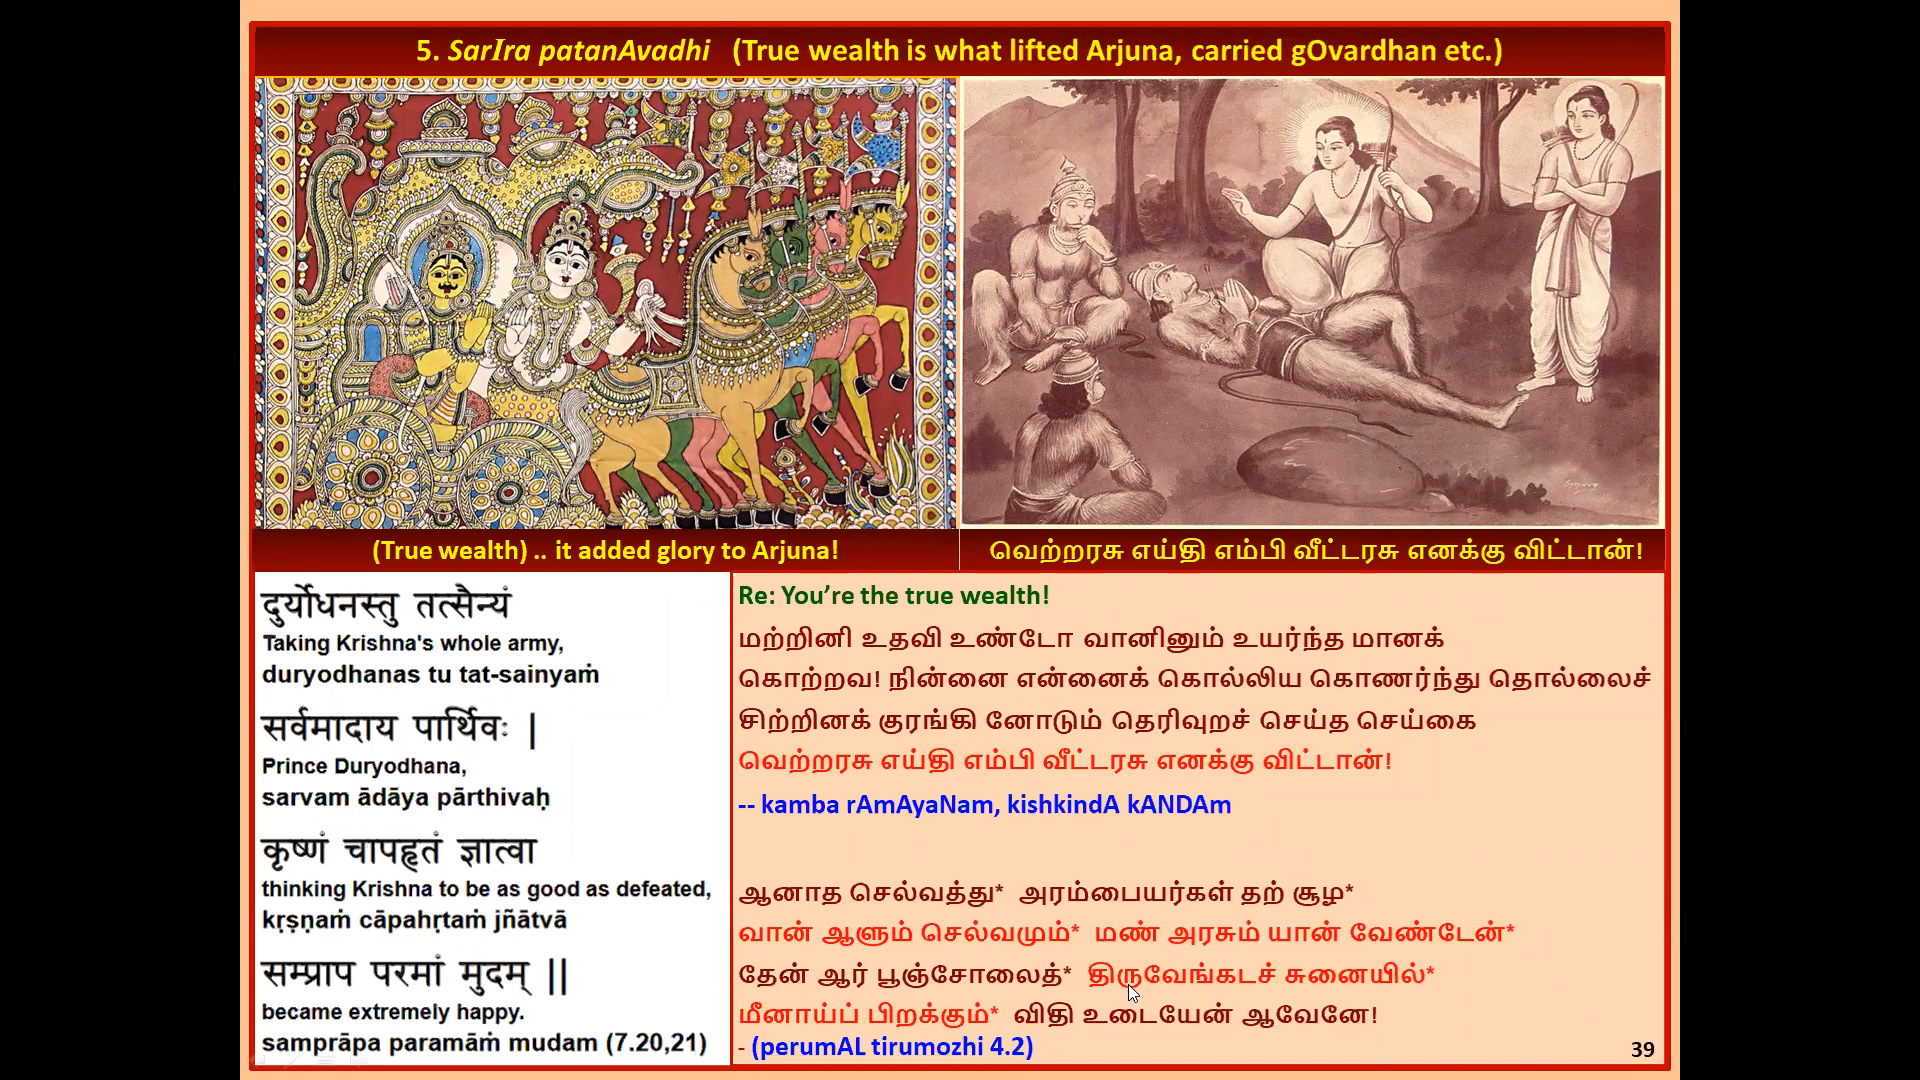 5. SarIra patanAvadhi (True wealth is what lifted Arjuna, carried gOvardhan etc.)
(True wealth) .. it added glory to Arjuna!
வெற்றரசு எய்தி எம்பி வீட்டரசு எனக்கு விட்டான்!
दुर्योधनस्तु तत्सैन्यं
Taking Krishna's whole army,
duryodhanas tu tat-sainyaṁ
सर्वमादाय पार्थिवः |
Prince Duryodhana,
sarvam ādāya pārthivaḥ
कृष्णं चापहृतं ज्ञात्वा
thinking Krishna to be as good as defeated,
kṛṣṇaṁ cāpahṛtaṁ jñātvā
सम्प्राप परमां मुदम् ||
became extremely happy.
samprāpa paramāṁ mudam (7.20,21)
Re: You’re the true wealth!
மற்றினி உதவி உண்டோ வானினும் உயர்ந்த மானக்
கொற்றவ! நின்னை என்னைக் கொல்லிய கொணர்ந்து தொல்லைச்
சிற்றினக் குரங்கி னோடும் தெரிவுறச் செய்த செய்கை
வெற்றரசு எய்தி எம்பி வீட்டரசு எனக்கு விட்டான்!
-- kamba rAmAyaNam, kishkindA kANDAm
ஆனாத செல்வத்து* அரம்பையர்கள் தற் சூழ*
வான் ஆளும் செல்வமும்* மண் அரசும் யான் வேண்டேன்*
தேன் ஆர் பூஞ்சோலைத்* திருவேங்கடச் சுனையில்*
மீனாய்ப் பிறக்கும்* விதி உடையேன் ஆவேனே!
- (perumAL tirumozhi 4.2)
39